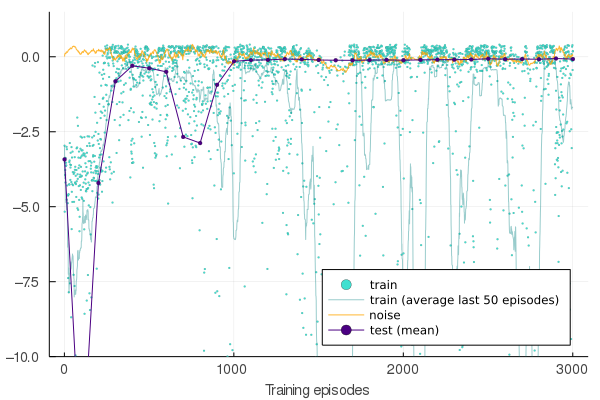 0.0
−2.5
−5.0
−7.5
−10.0
train
train (average last 50 episodes)
noise
test (mean)
0
1000
2000
3000
Training episodes